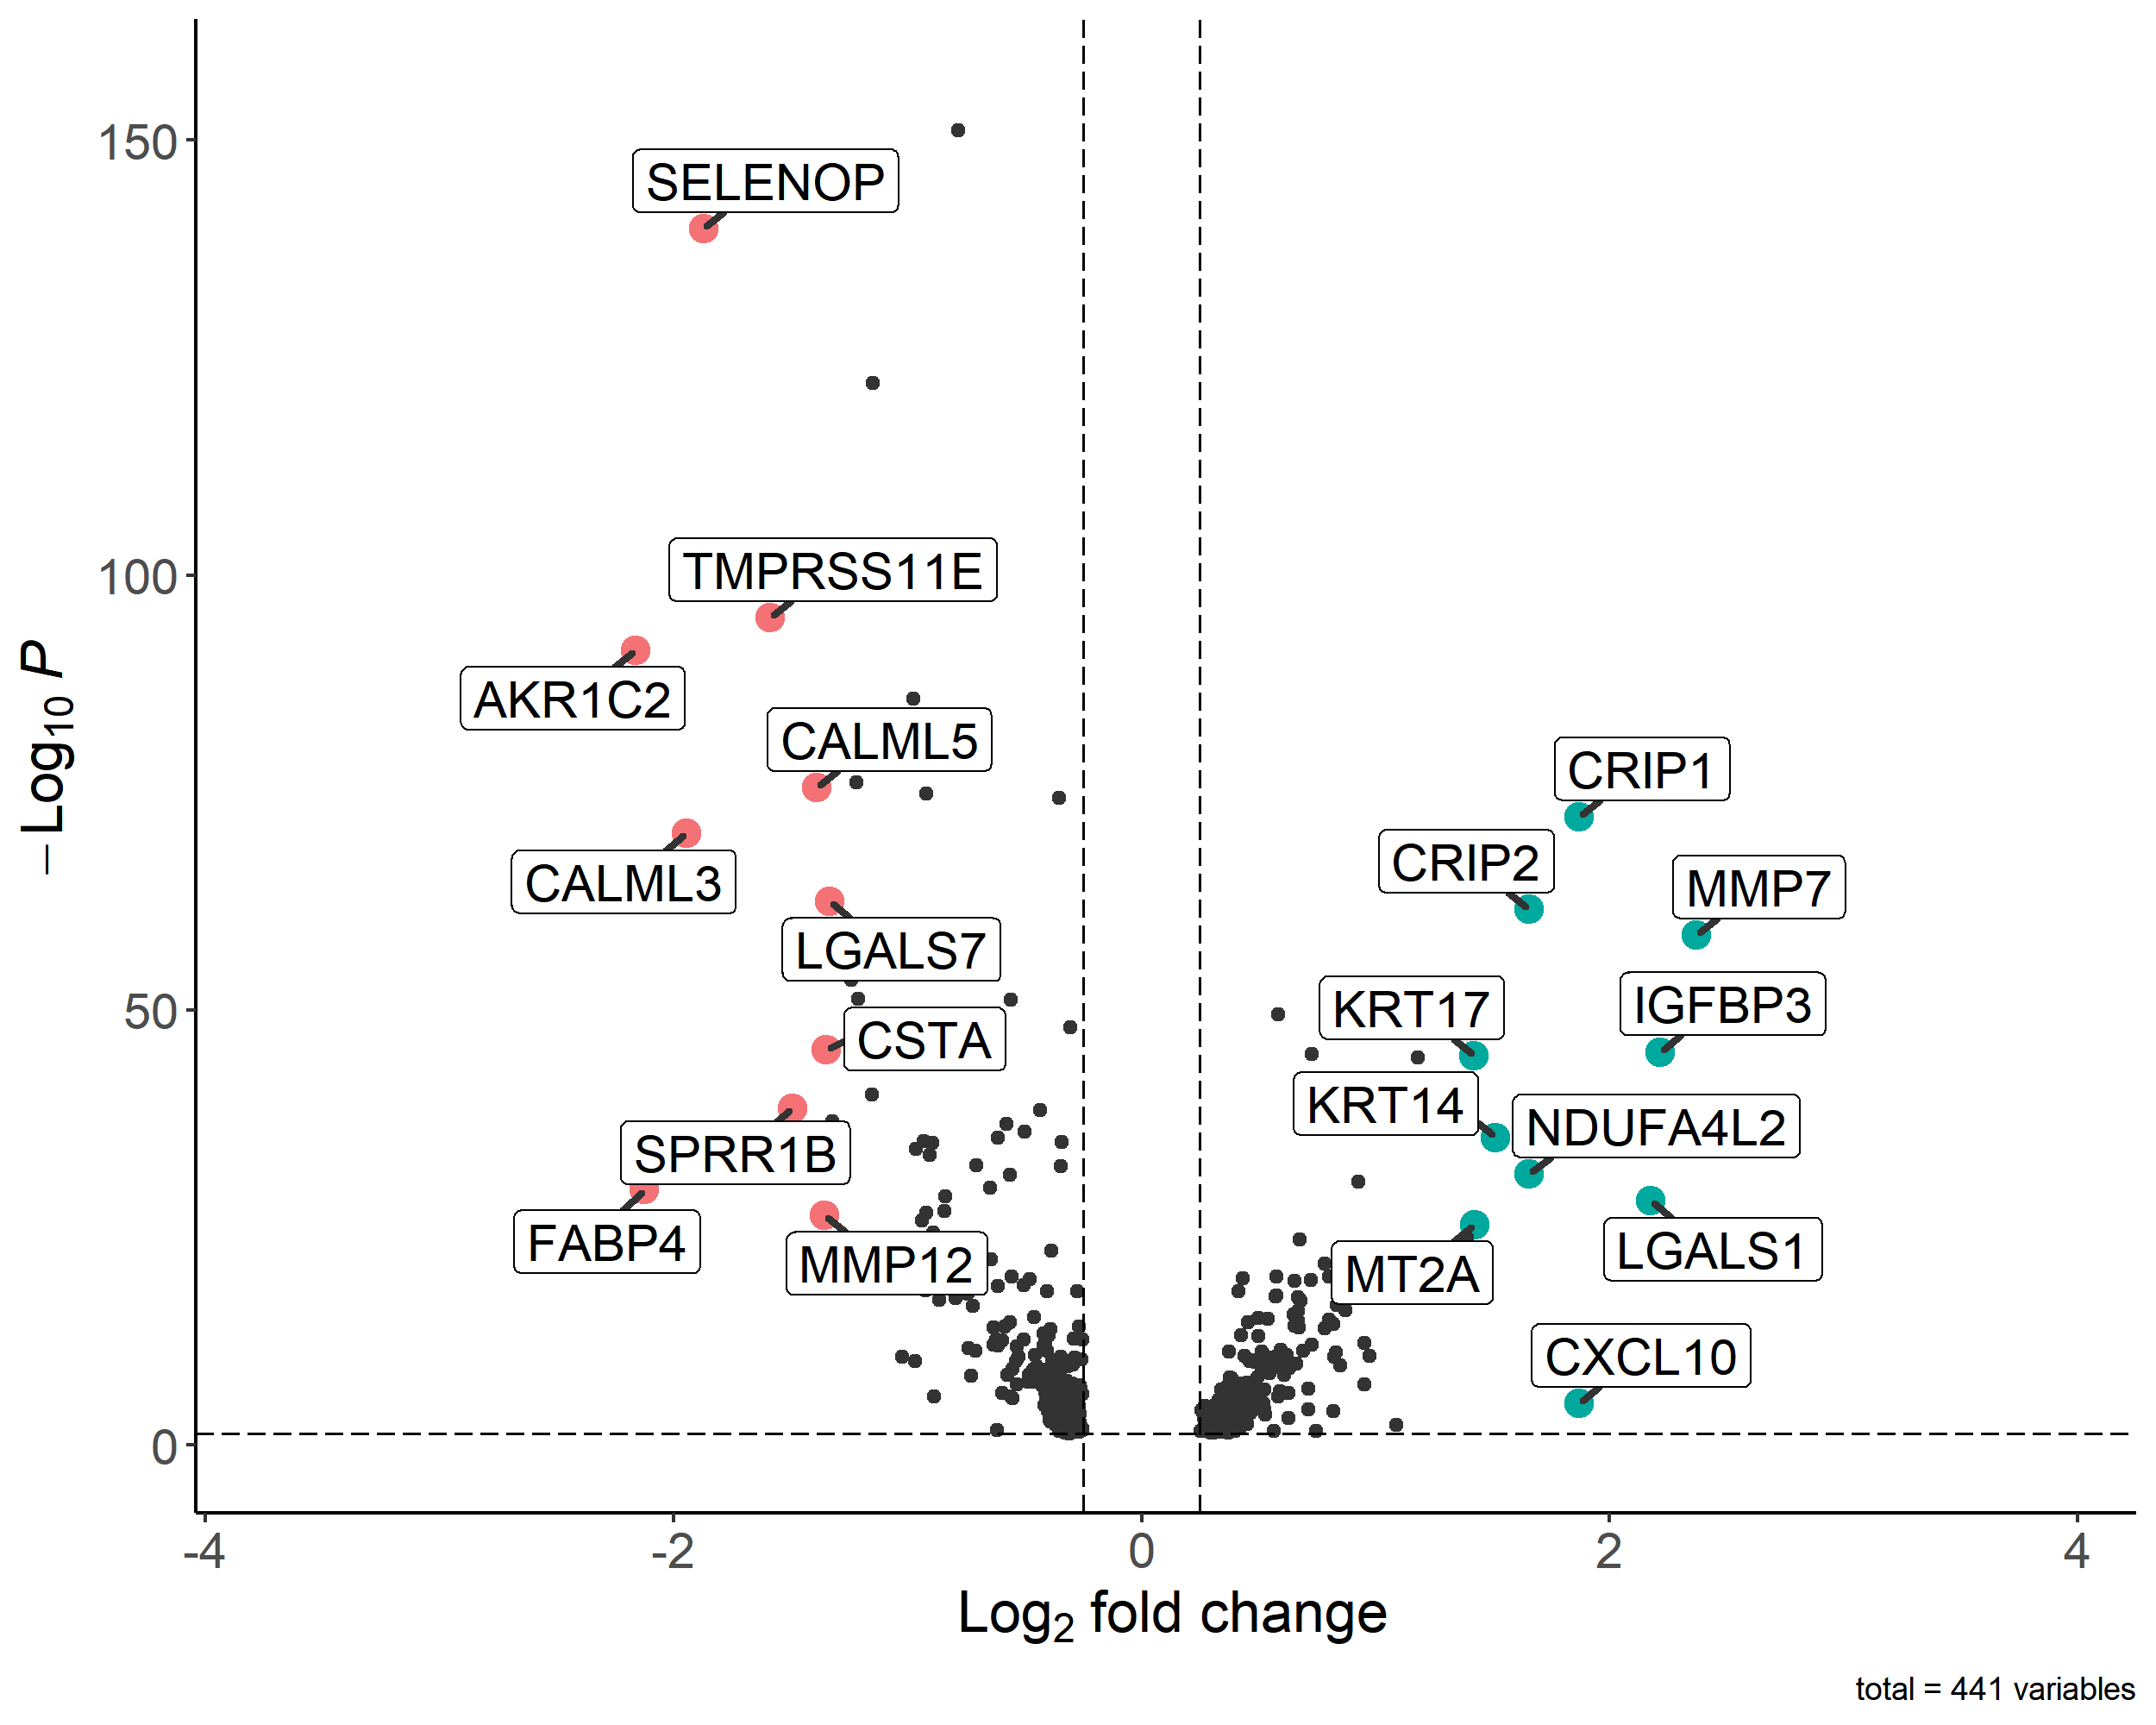 150
SELENOP
TMPRSS11E
100
AKR1C2
CALML5
CRIP1
CALML3
CRIP2
MMP7
LGALS7
KRT17
IGFBP3
50
CSTA
KRT14
NDUFA4L2
SPRR1B
FABP4
MMP12
MT2A
LGALS1
CXCL10
0
−Log10 P
-4 -2 0 2 4
Log2 fold change
total = 441 variables